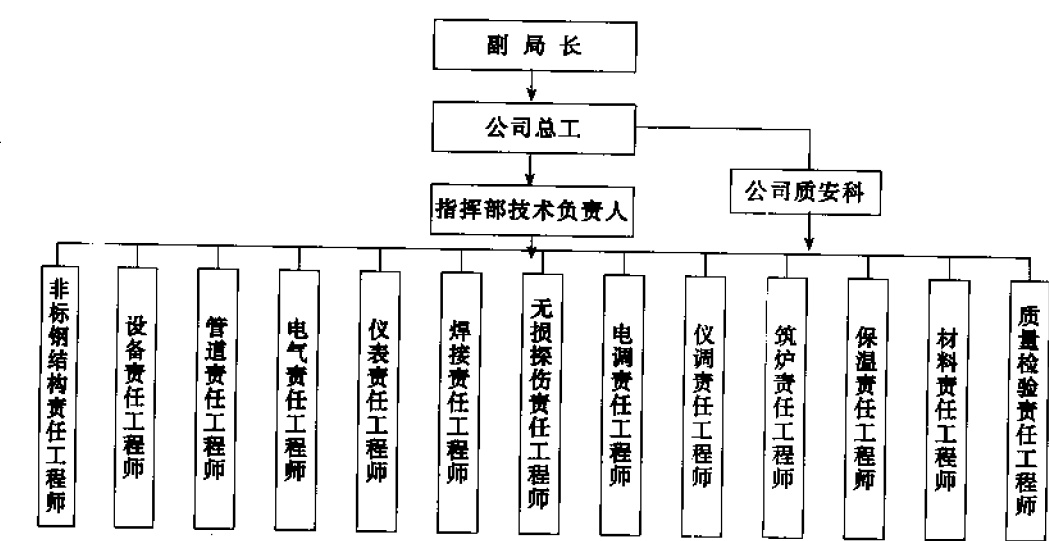 副局长
公司总工
公司质安科
指挥部技术负责人
非标钢结构责任工程师
设备责任工程师
管道责任工程师
电气责任工程师
仪表责任工程师
焊接责任工程师
无损探伤责任工程师
电调责任工程师
仪调责任工程师
筑炉责任工程师
保温责任工程师
材料责任工程师
质量检验责任工程师